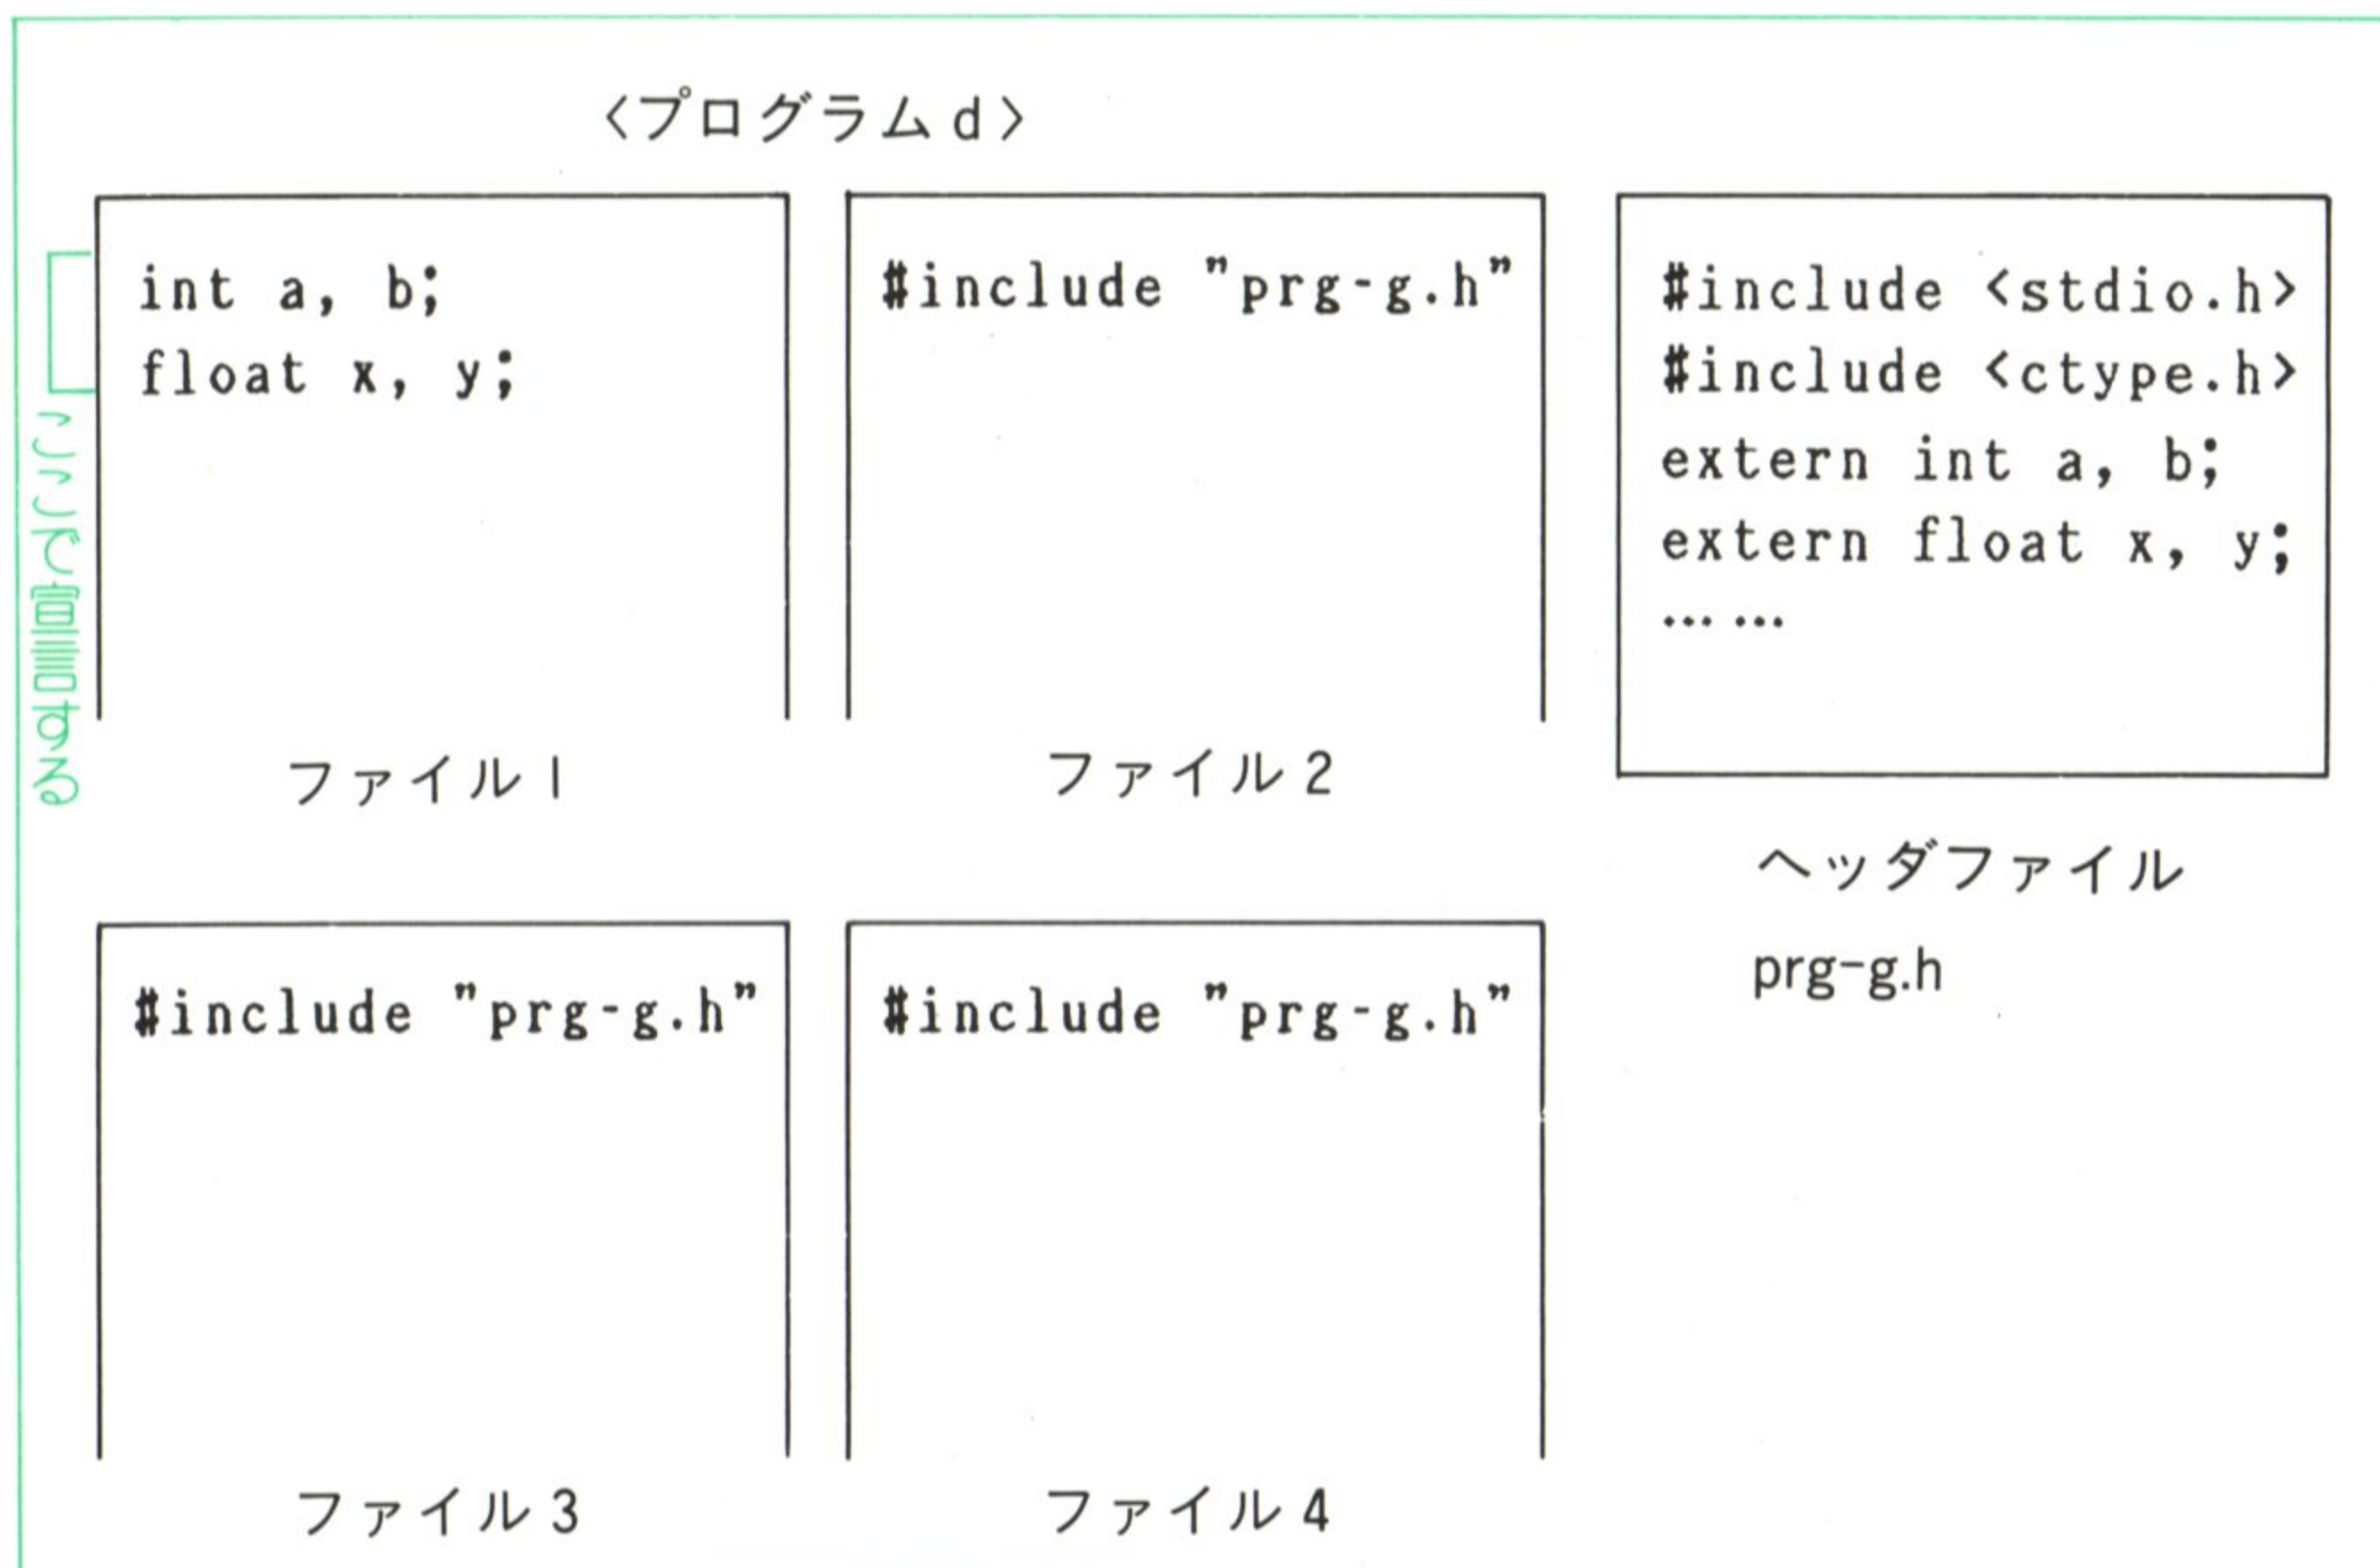 〈プログラムd〉
int a, b;
float x, y;
ここで宣言する
ファイル1
#include "prg-g.h"
ファイル2
#include <stdio.h>
#include <ctype.h>
extern int a, b;
extern float x, y;
……
ヘッダファイル
prg-g.h
#include "prg-g.h"
ファイル3
#include "prg-g.h"
ファイル4